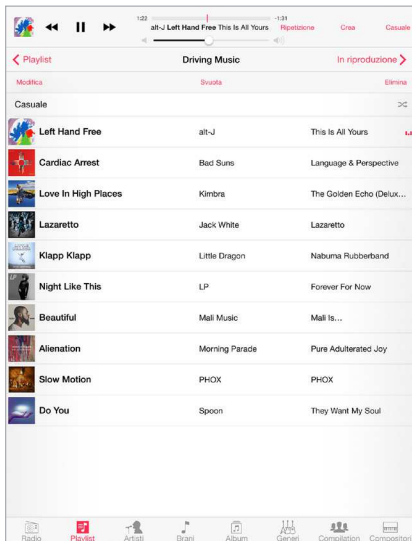 1:22 -1:31
alt-J Left Hand Free This Is All Yours Ripetizione Crea Casuale
Playlist Driving Music In riproduzione
Modifica Svuota Elimina
Casuale
Left Hand Free alt-J This Is All Yours
Cardiac Arrest Bad Suns Language & Perspective
Love In High Places Kimbra The Golden Echo (Delux…
Lazaretto Jack White Lazaretto
Klapp Klapp Little Dragon Nabuma Rubberband
Night Like This LP Forever For Now
Beautiful Mali Music Mali Is…
Alienation Morning Parade Pure Adulterated Joy
Slow Motion PHOX PHOX
Do You Spoon They Want My Soul
Radio Playlist Artisti Brani Album Generi Compilation Compositori